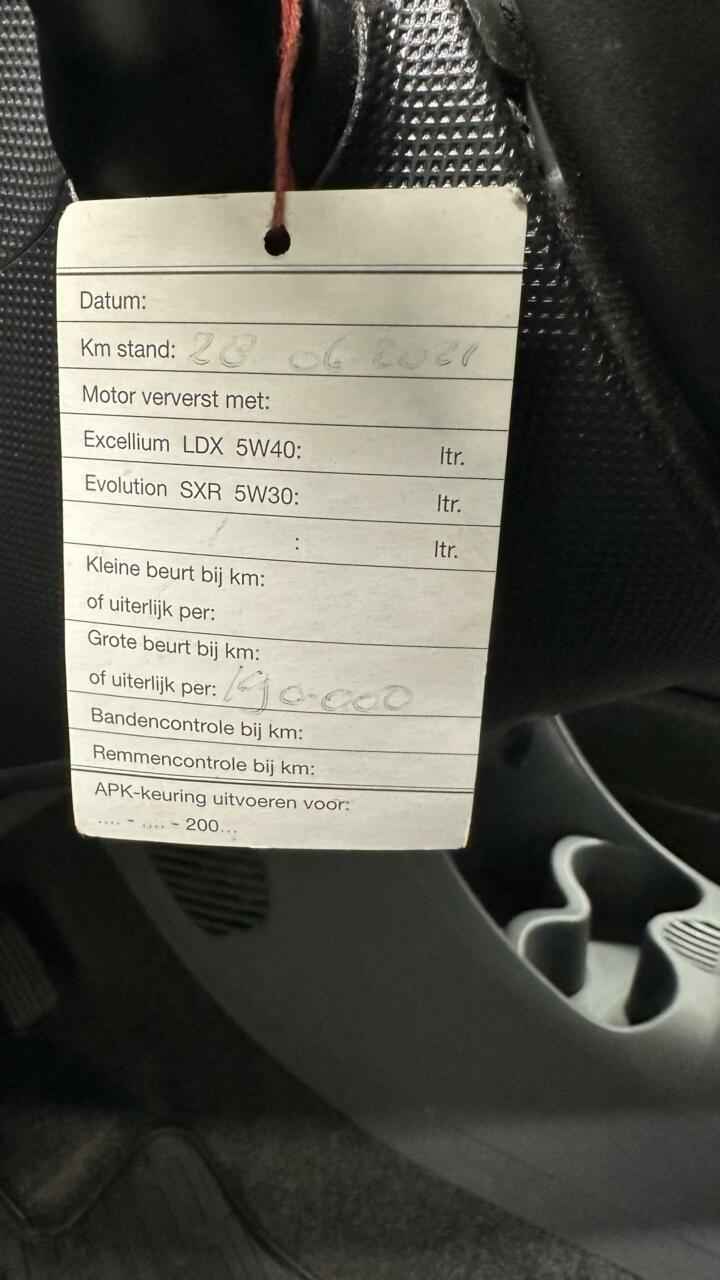 Datum:
Km stand: 28 06 2021
Motor ververst met:
Excellium LDX 5W40: ltr.
Evolution SXR 5W30: ltr.
: ltr.
Kleine beurt bij km:
of uiterlijk per:
Grote beurt bij km:
of uiterlijk per: 190.000
Bandencontrole bij km:
Remmencontrole bij km:
APK-keuring uitvoeren voor:
.... - .... - 200...